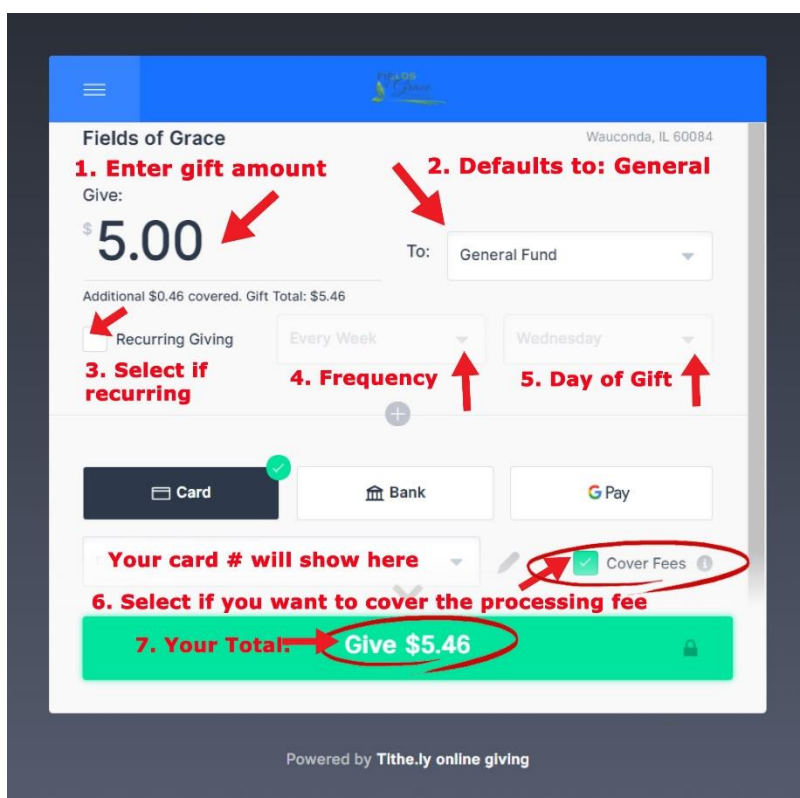 FIELDS
of Grace
Fields of Grace
Wauconda, IL 60084
1. Enter gift amount
2. Defaults to: General
Give:
$ 5.00
To:
General Fund
Additional $0.46 covered. Gift Total: $5.46
Recurring Giving
Every Week
Wednesday
3. Select if
recurring
4. Frequency
5. Day of Gift
Card
Bank
G Pay
Your card # will show here
Cover Fees
6. Select if you want to cover the processing fee
7. Your Total:
Give $5.46
Powered by Tithe.ly online giving